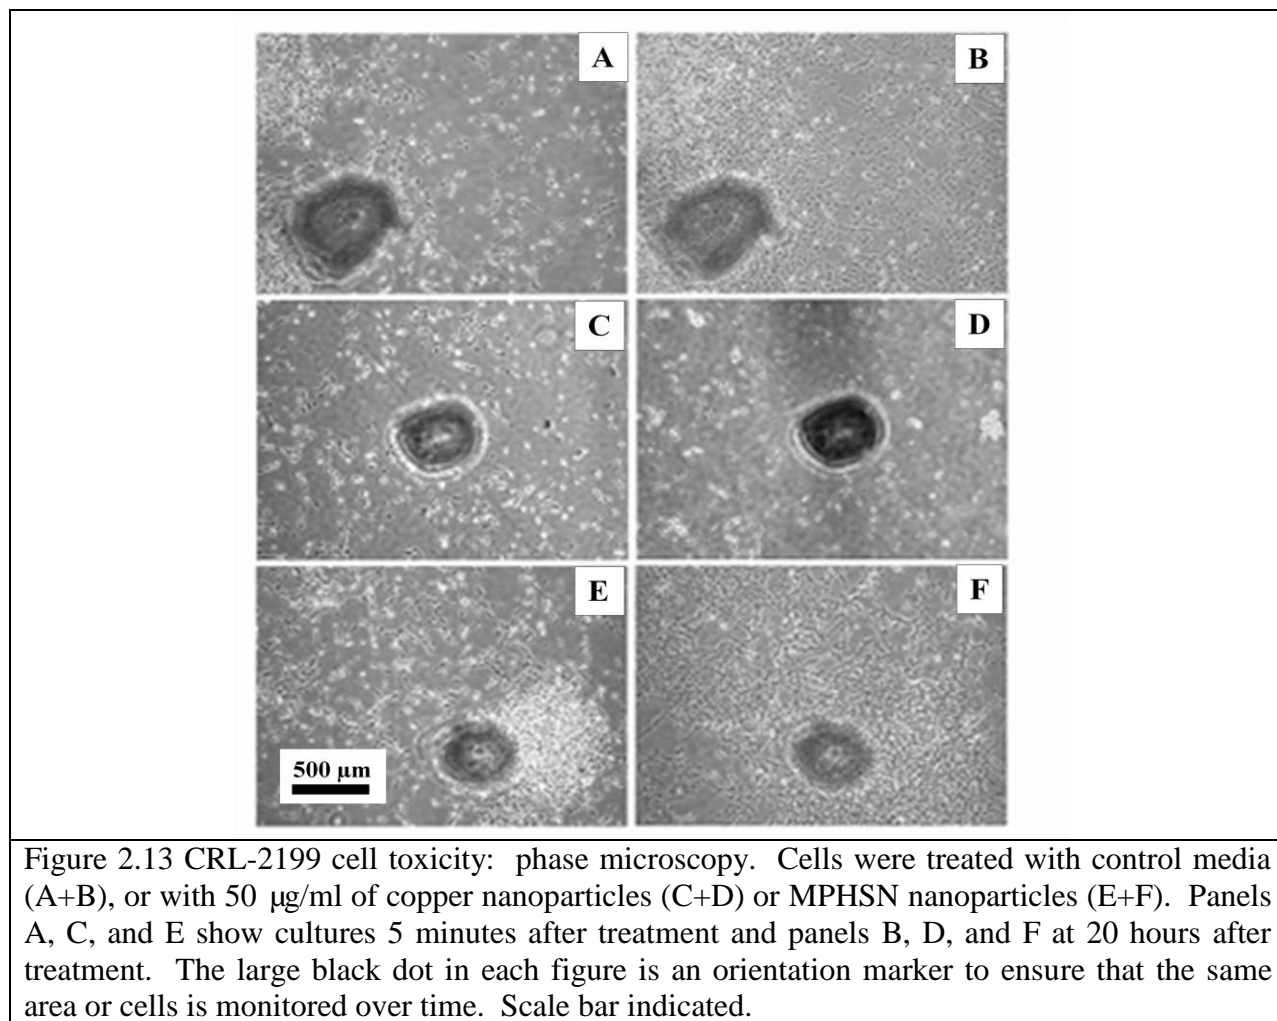 A
B
C
D
E
F
500 µm
Figure 2.13 CRL-2199 cell toxicity: phase microscopy. Cells were treated with control media
(A+B), or with 50 µg/ml of copper nanoparticles (C+D) or MPHSN nanoparticles (E+F). Panels
A, C, and E show cultures 5 minutes after treatment and panels B, D, and F at 20 hours after
treatment. The large black dot in each figure is an orientation marker to ensure that the same
area or cells is monitored over time. Scale bar indicated.